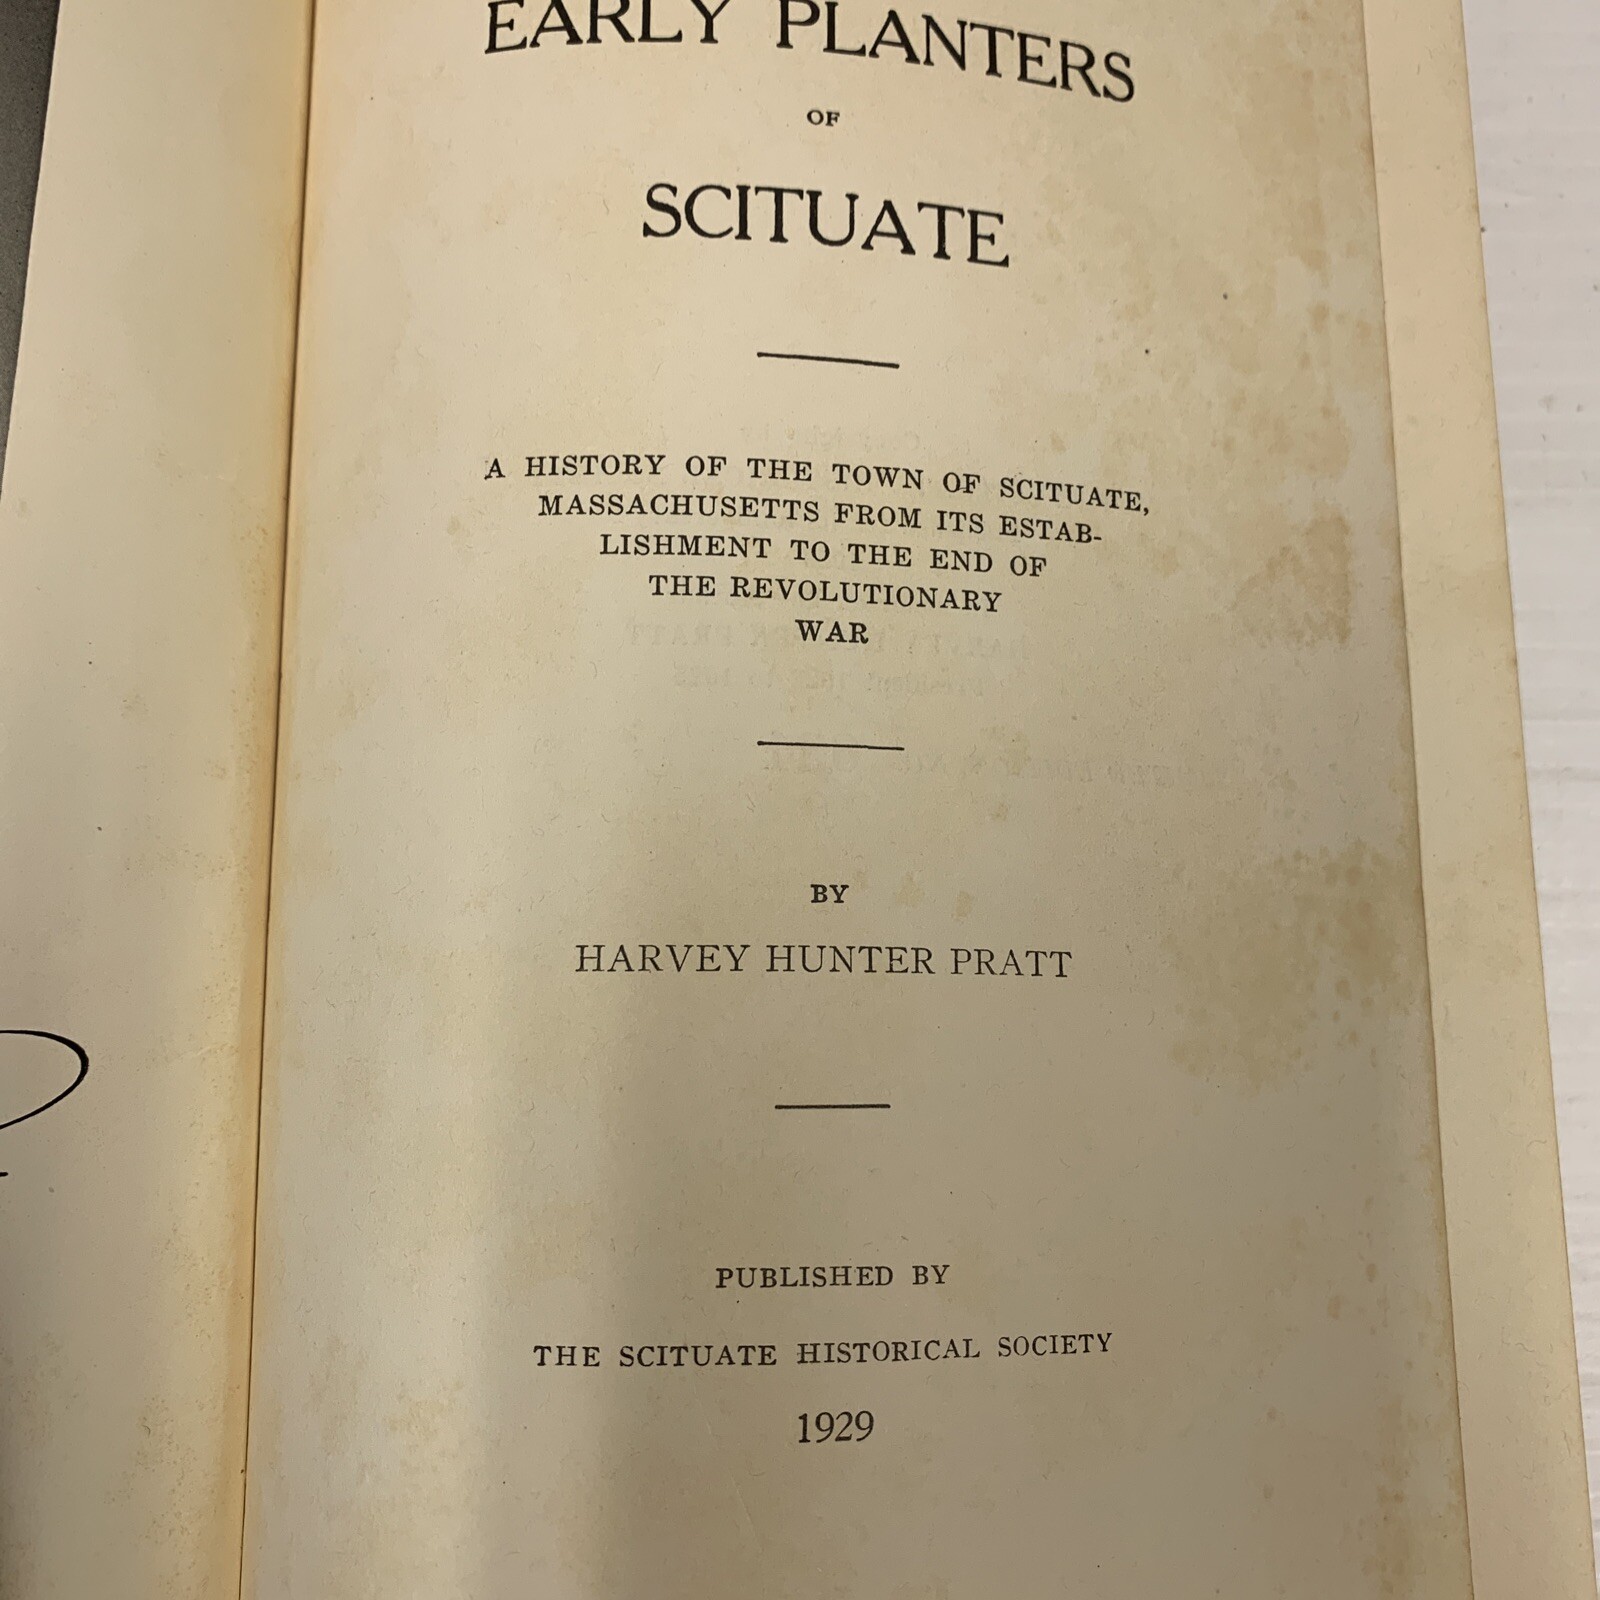 EARLY PLANTERS
OF
SCITUATE
A HISTORY OF THE TOWN OF SCITUATE,
MASSACHUSETTS FROM ITS ESTAB-
LISHMENT TO THE END OF
THE REVOLUTIONARY
WAR
BY
HARVEY HUNTER PRATT
PUBLISHED BY
THE SCITUATE HISTORICAL SOCIETY
1929